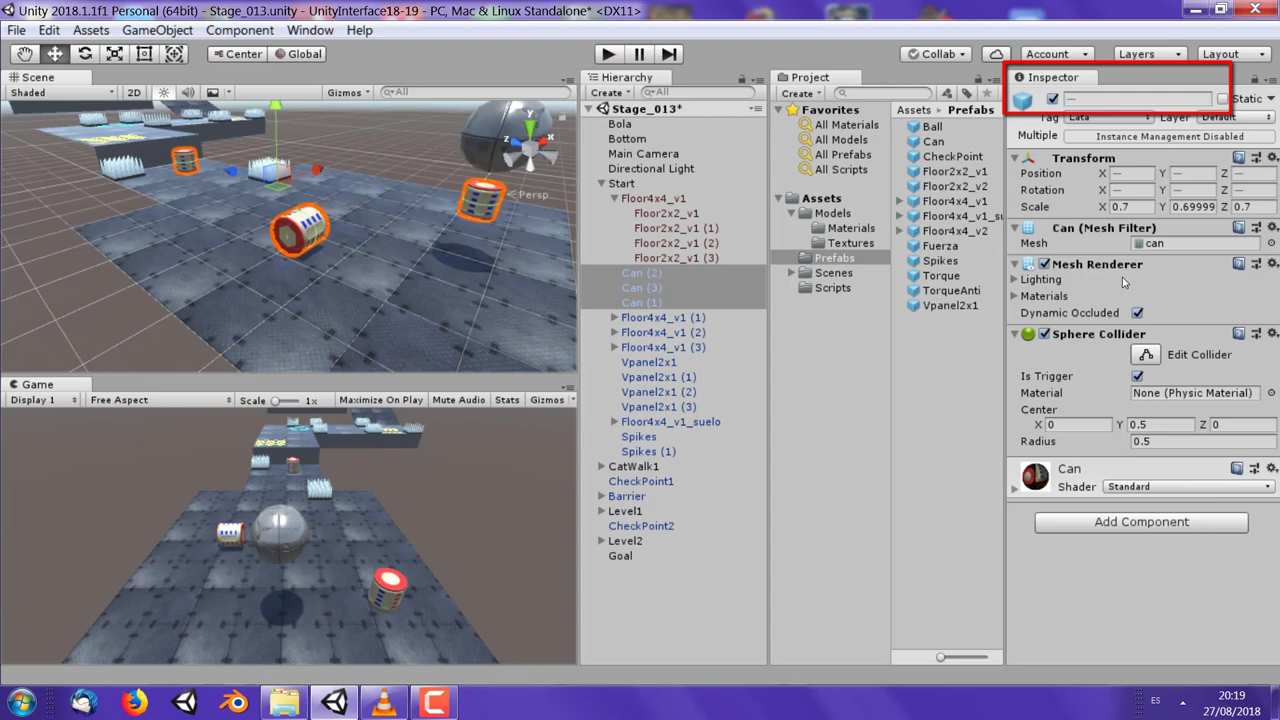 Unity 2018.1.1f1 Personal (64bit) - Stage_013.unity - UnityInterface18-19 - PC, Mac & Linux Standalone* <DX11>
File Edit Assets GameObject Component Window Help
Center Global Collab Account Layers Layout
Scene
Shaded 2D Gizmos All
y x z
Persp
Game
Display 1 Free Aspect Scale 1x Maximize On Play Mute Audio Stats Gizmos
Hierarchy
Create All
Stage_013*
Bola
Bottom
Main Camera
Directional Light
Start
Floor4x4_v1
Floor2x2_v1
Floor2x2_v1 (1)
Floor2x2_v1 (2)
Floor2x2_v1 (3)
Can (2)
Can (3)
Can (1)
Floor4x4_v1 (1)
Floor4x4_v1 (2)
Floor4x4_v1 (3)
Vpanel2x1
Vpanel2x1 (1)
Vpanel2x1 (2)
Vpanel2x1 (3)
Floor4x4_v1_suelo
Spikes
Spikes (1)
CatWalk1
CheckPoint1
Barrier
Level1
CheckPoint2
Level2
Goal
Project
Create
Favorites
All Materials
All Models
All Prefabs
All Scripts
Assets
Models
Materials
Textures
Prefabs
Scenes
Scripts
Assets Prefabs
Ball
Can
CheckPoint
Floor2x2_v1
Floor2x2_v2
Floor4x4_v1
Floor4x4_v1_su
Floor4x4_v2
Fuerza
Spikes
Torque
TorqueAnti
Vpanel2x1
Inspector
— Static
Tag Lata Layer Default
Multiple Instance Management Disabled
Transform
Position X — Y — Z —
Rotation X — Y — Z —
Scale X 0.7 Y 0.69999 Z 0.7
Can (Mesh Filter)
Mesh can
Mesh Renderer
Lighting
Materials
Dynamic Occluded
Sphere Collider
Edit Collider
Is Trigger
Material None (Physic Material)
Center
X 0 Y 0.5 Z 0
Radius 0.5
Can
Shader Standard
Add Component
ES
20:19
27/08/2018